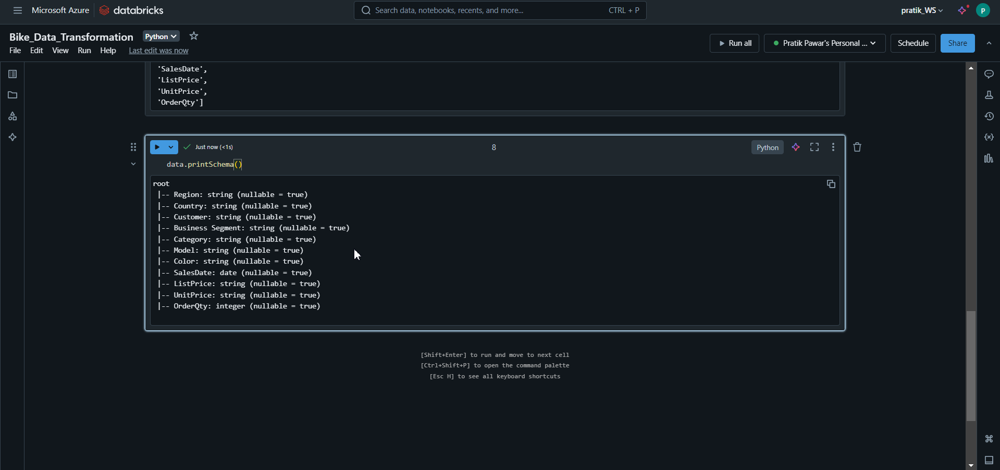 Microsoft Azure databricks Search data, notebooks, recents, and more... CTRL + P pratik_WS P
Bike_Data_Transformation Python
File Edit View Run Help Last edit was now
Run all Pratik Pawar's Personal ... Schedule Share
'SalesDate',
'ListPrice',
'UnitPrice',
'OrderQty']
Just now (<1s) 8 Python
data.printSchema()
root
|-- Region: string (nullable = true)
|-- Country: string (nullable = true)
|-- Customer: string (nullable = true)
|-- Business Segment: string (nullable = true)
|-- Category: string (nullable = true)
|-- Model: string (nullable = true)
|-- Color: string (nullable = true)
|-- SalesDate: date (nullable = true)
|-- ListPrice: string (nullable = true)
|-- UnitPrice: string (nullable = true)
|-- OrderQty: integer (nullable = true)
[Shift+Enter] to run and move to next cell
[Ctrl+Shift+P] to open the command palette
[Esc H] to see all keyboard shortcuts